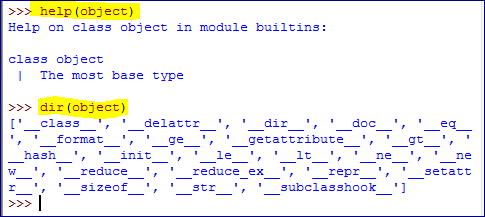 >>> help(object)
Help on class object in module builtins:
class object
 |  The most base type
>>> dir(object)
['__class__', '__delattr__', '__dir__', '__doc__', '__eq__
', '__format__', '__ge__', '__getattribute__', '__gt__', '
__hash__', '__init__', '__le__', '__lt__', '__ne__', '__ne
w__', '__reduce__', '__reduce_ex__', '__repr__', '__setatt
r__', '__sizeof__', '__str__', '__subclasshook__']
>>>